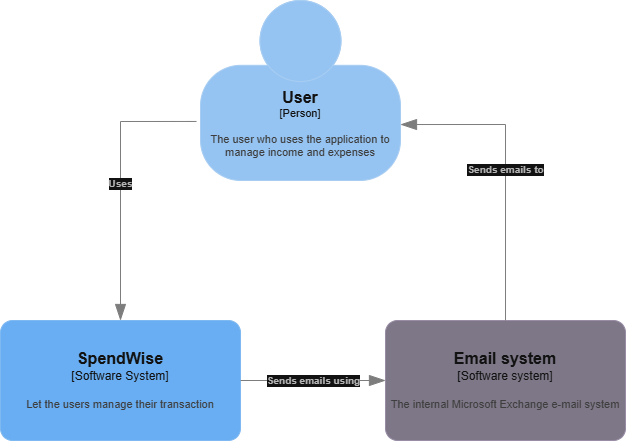 User
[Person]
The user who uses the application to
manage income and expenses
Uses
Sends emails to
SpendWise
[Software System]
Let the users manage their transaction
Sends emails using
Email system
[Software system]
The internal Microsoft Exchange e-mail system